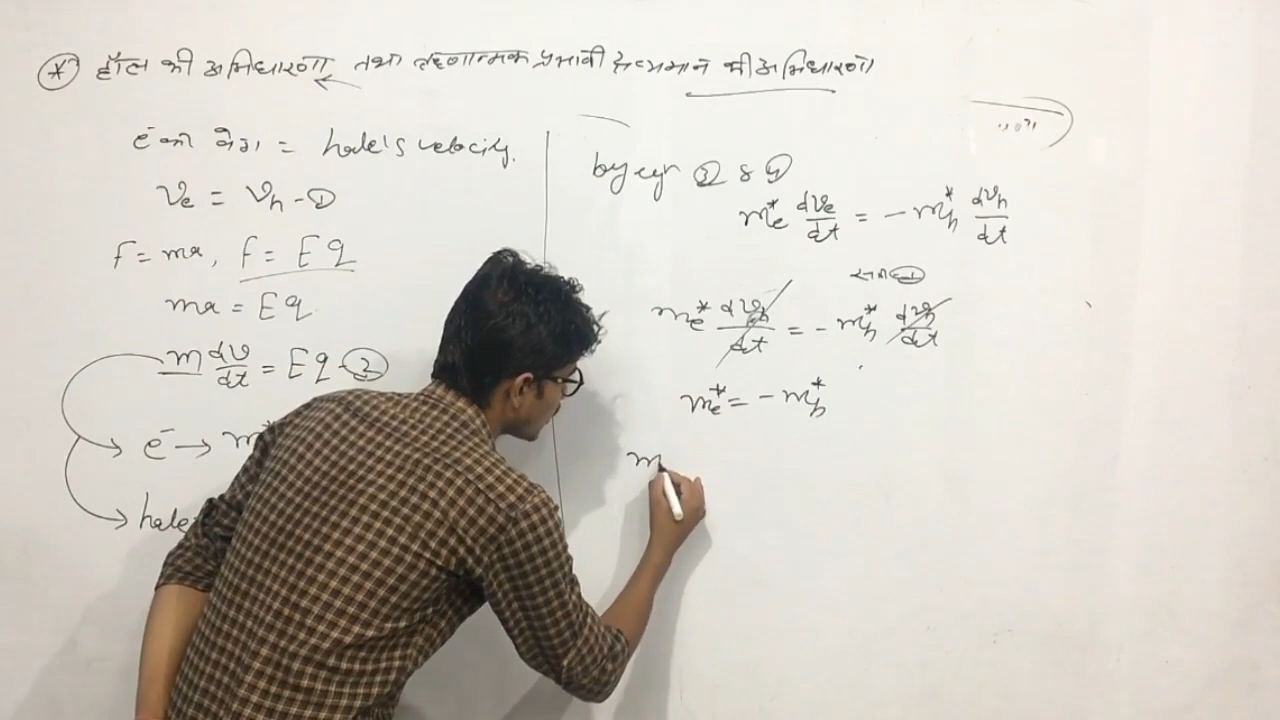 * होल की अभिधारणा तथा ऋणात्मक प्रभावी द्रव्यमान की अभिधारणा
e⁻ का वेग = hole's velocity.
Ve = Vh - ①
f = ma, f = Eq
ma = Eq
m dv/dt = Eq - ②
e⁻ → m*
hole
by eqn ③ & ④
me* dve/dt = - mh* dvh/dt
me* dvh/dt = - mh* dvh/dt
me* = - mh*
m